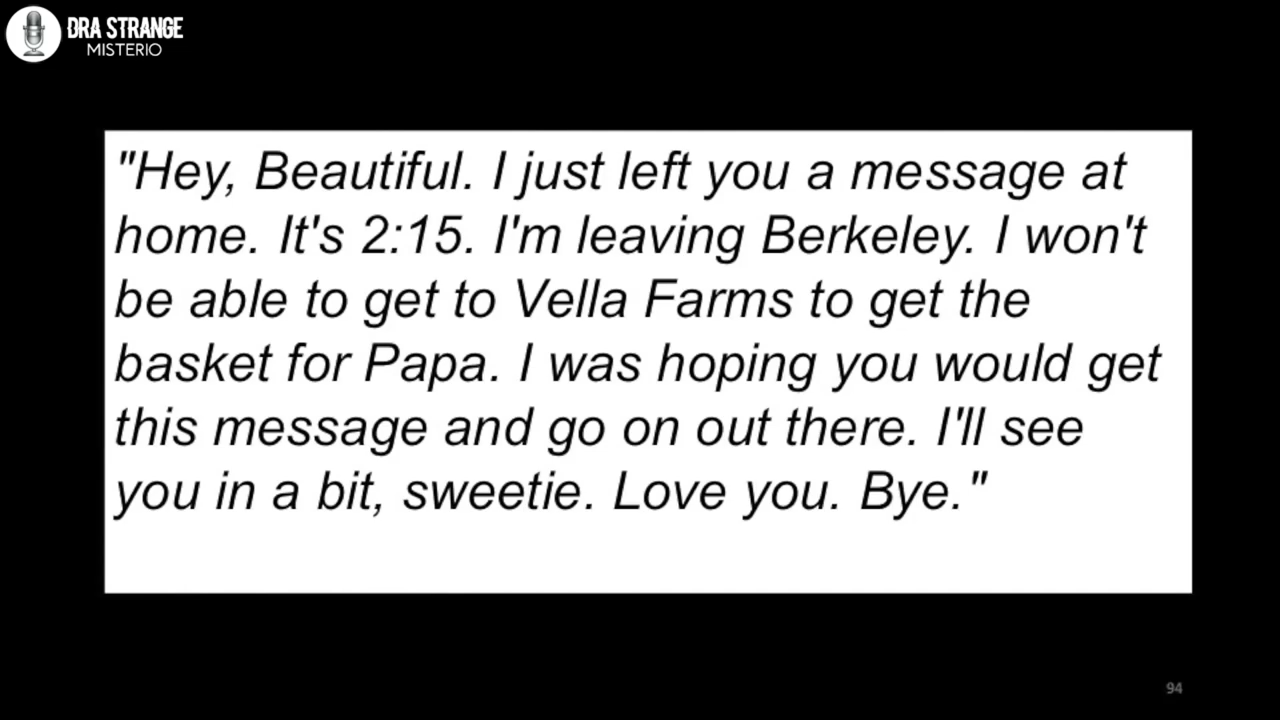 DRA STRANGE
MISTERIO
"Hey, Beautiful. I just left you a message at
home. It's 2:15. I'm leaving Berkeley. I won't
be able to get to Vella Farms to get the
basket for Papa. I was hoping you would get
this message and go on out there. I'll see
you in a bit, sweetie. Love you. Bye."
94